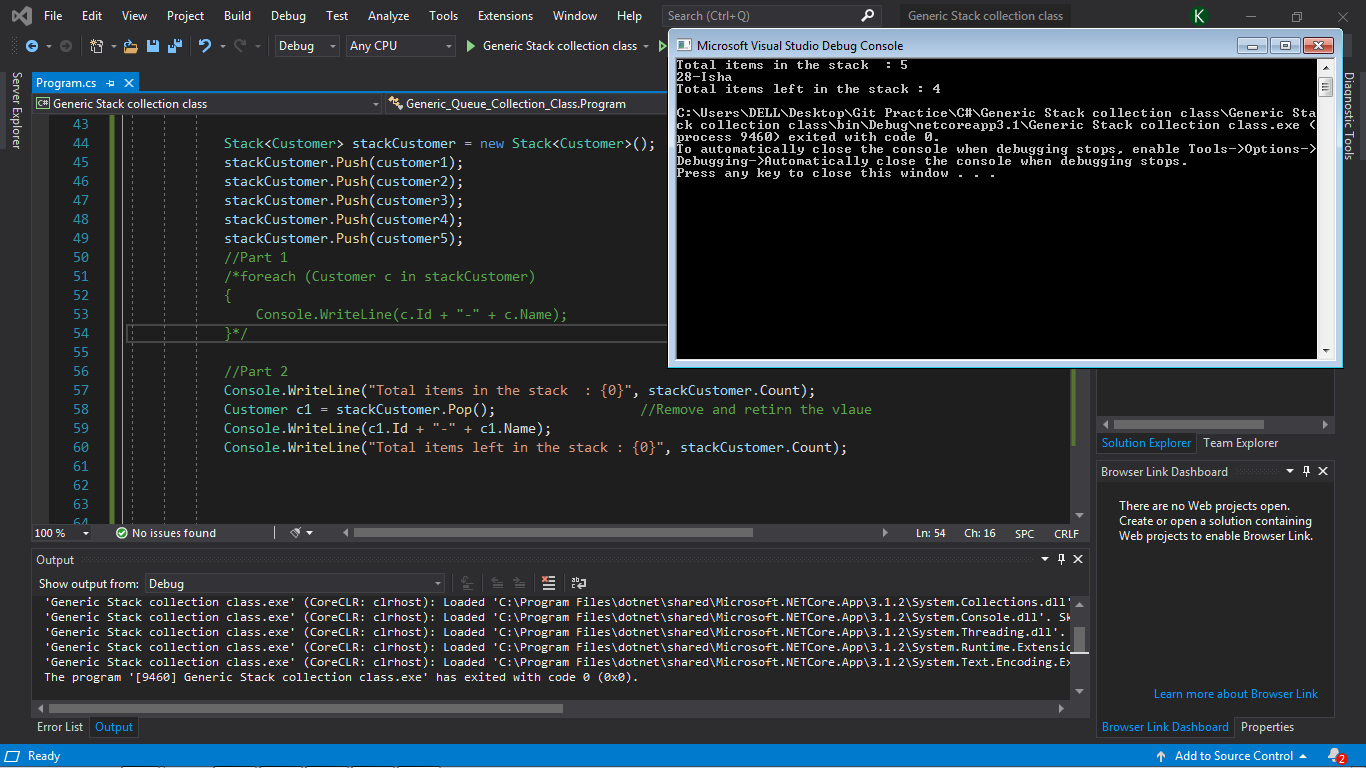 File Edit View Project Build Debug Test Analyze Tools Extensions Window Help Search (Ctrl+Q) Generic Stack collection class K
Debug Any CPU Generic Stack collection class
Server Explorer
Program.cs
C# Generic Stack collection class Generic_Queue_Collection_Class.Program
43
44 Stack<Customer> stackCustomer = new Stack<Customer>();
45 stackCustomer.Push(customer1);
46 stackCustomer.Push(customer2);
47 stackCustomer.Push(customer3);
48 stackCustomer.Push(customer4);
49 stackCustomer.Push(customer5);
50 //Part 1
51 /*foreach (Customer c in stackCustomer)
52 {
53 Console.WriteLine(c.Id + "-" + c.Name);
54 }*/
55
56 //Part 2
57 Console.WriteLine("Total items in the stack  : {0}", stackCustomer.Count);
58 Customer c1 = stackCustomer.Pop(); //Remove and retirn the vlaue
59 Console.WriteLine(c1.Id + "-" + c1.Name);
60 Console.WriteLine("Total items left in the stack : {0}", stackCustomer.Count);
61
62
63
64
100 % No issues found Ln: 54 Ch: 16 SPC CRLF
Microsoft Visual Studio Debug Console
Total items in the stack  : 5
28-Isha
Total items left in the stack : 4
C:\Users\DELL\Desktop\Git Practice\C#\Generic Stack collection class\Generic Sta
ck collection class\bin\Debug\netcoreapp3.1\Generic Stack collection class.exe (
process 9460) exited with code 0.
To automatically close the console when debugging stops, enable Tools->Options->
Debugging->Automatically close the console when debugging stops.
Press any key to close this window . . .
Diagnostic Tools
Solution Explorer Team Explorer
Browser Link Dashboard
There are no Web projects open.
Create or open a solution containing
Web projects to enable Browser Link.
Learn more about Browser Link
Browser Link Dashboard Properties
Output
Show output from: Debug
'Generic Stack collection class.exe' (CoreCLR: clrhost): Loaded 'C:\Program Files\dotnet\shared\Microsoft.NETCore.App\3.1.2\System.Collections.dll'
'Generic Stack collection class.exe' (CoreCLR: clrhost): Loaded 'C:\Program Files\dotnet\shared\Microsoft.NETCore.App\3.1.2\System.Console.dll'. Sk
'Generic Stack collection class.exe' (CoreCLR: clrhost): Loaded 'C:\Program Files\dotnet\shared\Microsoft.NETCore.App\3.1.2\System.Threading.dll'.
'Generic Stack collection class.exe' (CoreCLR: clrhost): Loaded 'C:\Program Files\dotnet\shared\Microsoft.NETCore.App\3.1.2\System.Runtime.Extensio
'Generic Stack collection class.exe' (CoreCLR: clrhost): Loaded 'C:\Program Files\dotnet\shared\Microsoft.NETCore.App\3.1.2\System.Text.Encoding.Ex
The program '[9460] Generic Stack collection class.exe' has exited with code 0 (0x0).
Error List Output
Ready Add to Source Control 2